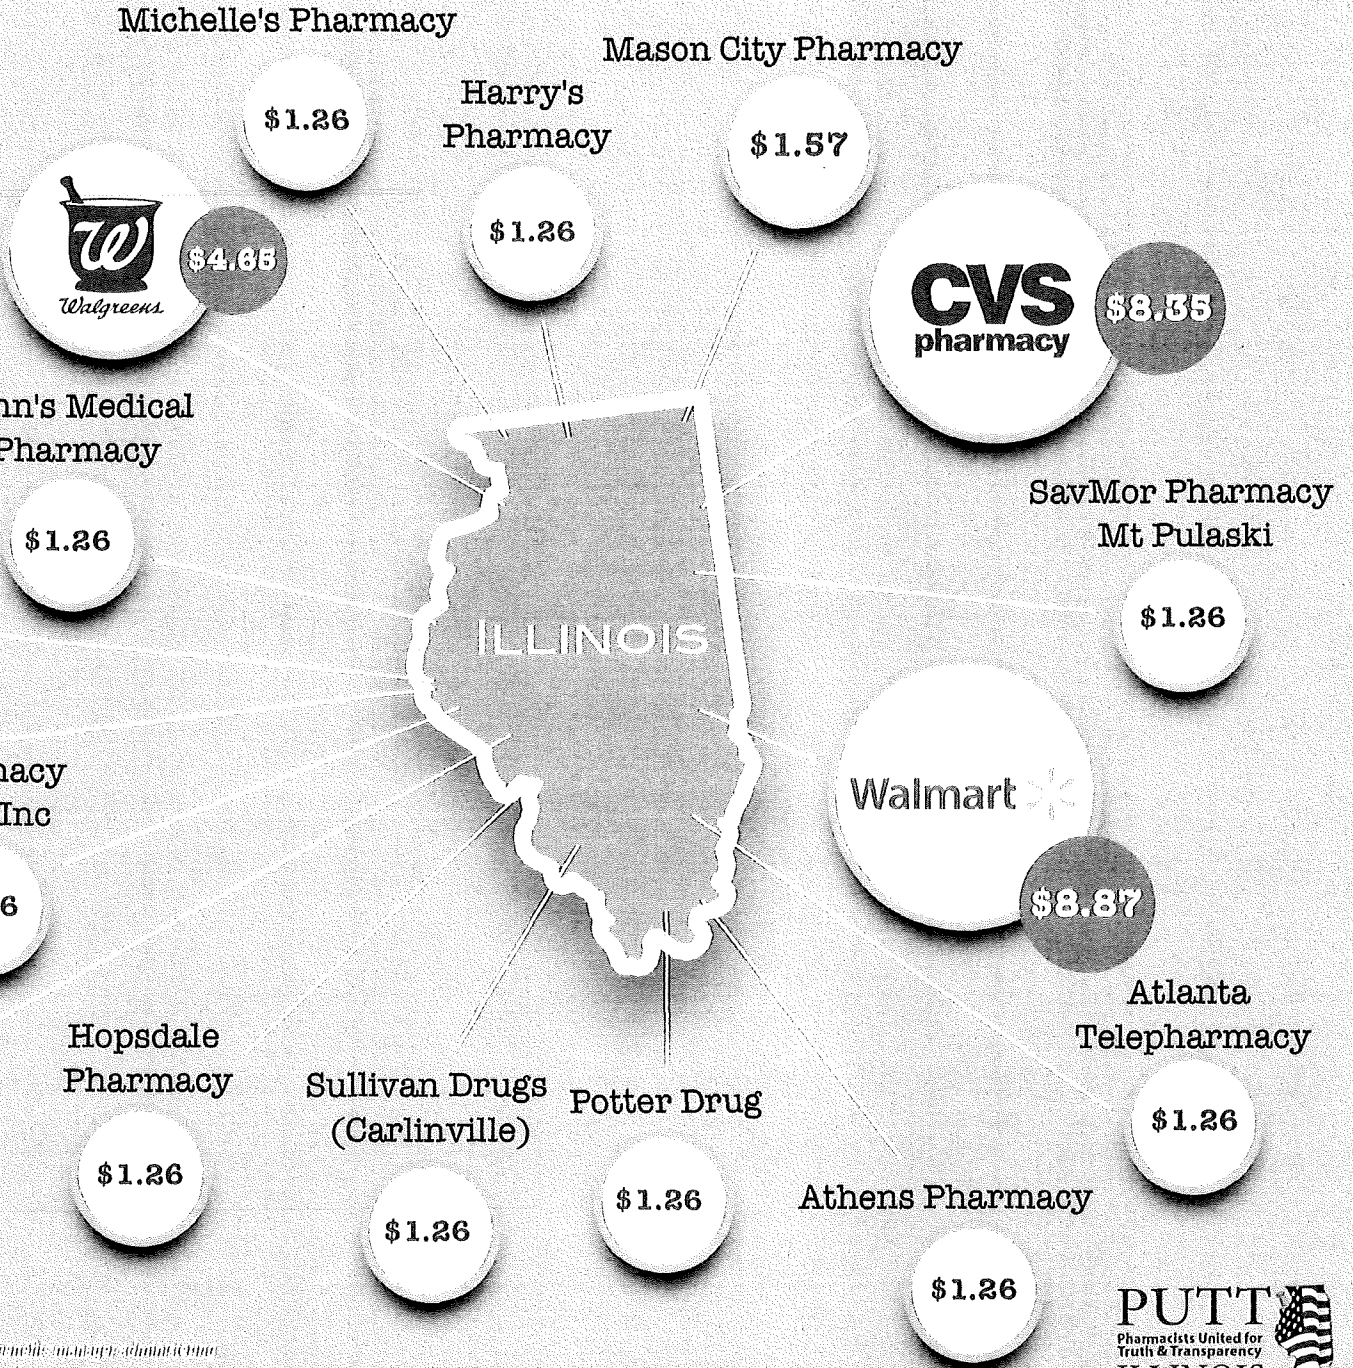 Michelle's Pharmacy
$1.26
Harry's
Pharmacy
$1.26
Mason City Pharmacy
$1.57
W
Walgreens
$4.65
CVS
pharmacy
$8.35
nn's Medical
Pharmacy
$1.26
SavMor Pharmacy
Mt Pulaski
$1.26
ILLINOIS
Walmart
$8.87
nacy
Inc
6
Hopsdale
Pharmacy
$1.26
Sullivan Drugs
(Carlinville)
$1.26
Potter Drug
$1.26
Atlanta
Telepharmacy
$1.26
Athens Pharmacy
$1.26
PUTT
Pharmacists United for
Truth & Transparency
ILLINOIS